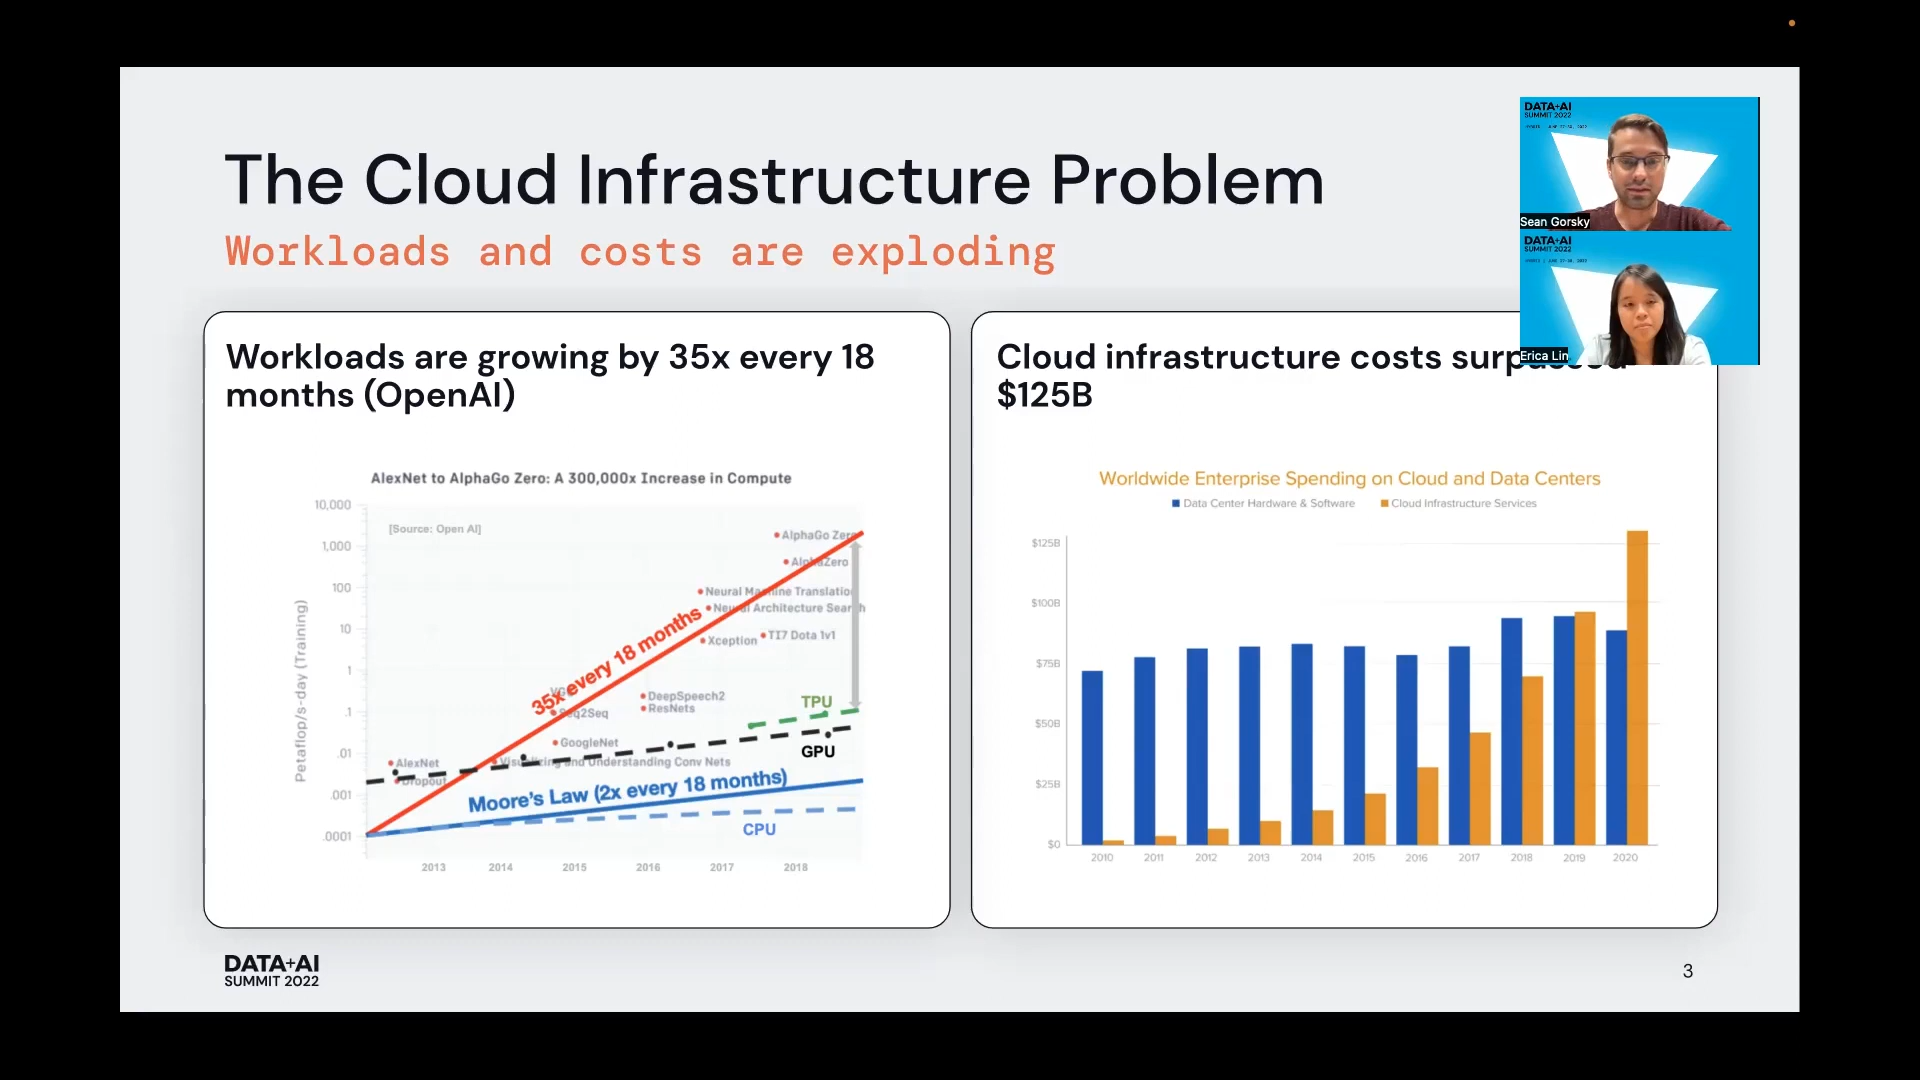 The Cloud Infrastructure Problem
Workloads and costs are exploding
DATA+AI
SUMMIT 2022
Sean Gorsky
DATA+AI
SUMMIT 2022
Erica Lin
Workloads are growing by 35x every 18
months (OpenAI)
AlexNet to AlphaGo Zero: A 300,000x Increase in Compute
[Source: Open AI]
Petaflop/s-day (Training)
10,000
1,000
100
10
1
.1
.01
.001
.0001
AlphaGo Zero
AlphaZero
Neural Machine Translation
Neural Architecture Search
Xception
TI7 Dota 1v1
35x every 18 months
DeepSpeech2
ResNets
Seq2Seq
GoogleNet
AlexNet
Dropout
Visualizing and Understanding Conv Nets
TPU
GPU
Moore's Law (2x every 18 months)
CPU
2013 2014 2015 2016 2017 2018
Cloud infrastructure costs surpassed
$125B
Worldwide Enterprise Spending on Cloud and Data Centers
Data Center Hardware & Software Cloud Infrastructure Services
$125B
$100B
$75B
$50B
$25B
$0
2010 2011 2012 2013 2014 2015 2016 2017 2018 2019 2020
DATA+AI
SUMMIT 2022
3